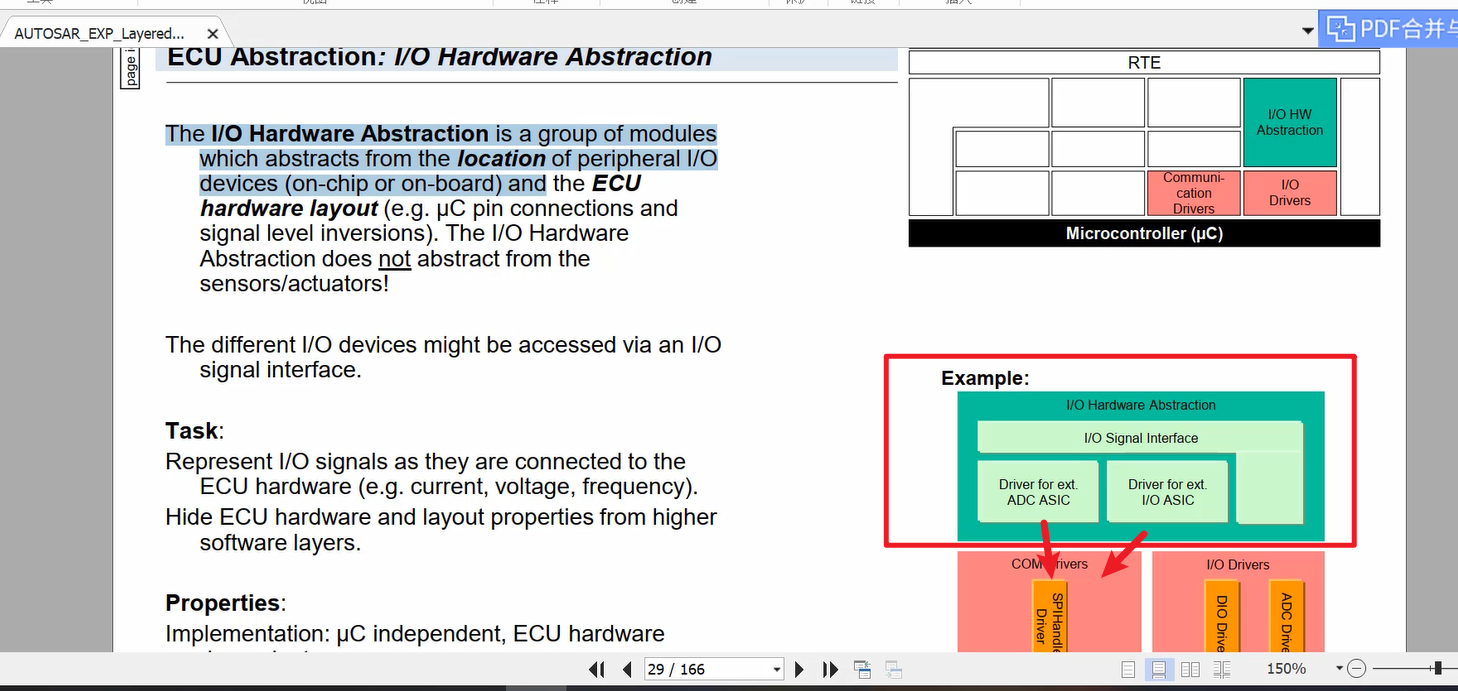 AUTOSAR_EXP_Layered...
PDF合并与
page i
ECU Abstraction: I/O Hardware Abstraction
The I/O Hardware Abstraction is a group of modules
which abstracts from the location of peripheral I/O
devices (on-chip or on-board) and the ECU
hardware layout (e.g. µC pin connections and
signal level inversions). The I/O Hardware
Abstraction does not abstract from the
sensors/actuators!
The different I/O devices might be accessed via an I/O
signal interface.
Task:
Represent I/O signals as they are connected to the
ECU hardware (e.g. current, voltage, frequency).
Hide ECU hardware and layout properties from higher
software layers.
Properties:
Implementation: µC independent, ECU hardware
RTE
I/O HW
Abstraction
Communi-
cation
Drivers
I/O
Drivers
Microcontroller (µC)
Example:
I/O Hardware Abstraction
I/O Signal Interface
Driver for ext.
ADC ASIC
Driver for ext.
I/O ASIC
COM Drivers
I/O Drivers
SPIHandle
Driver
DIO Drive
ADC Drive
29 / 166
150%